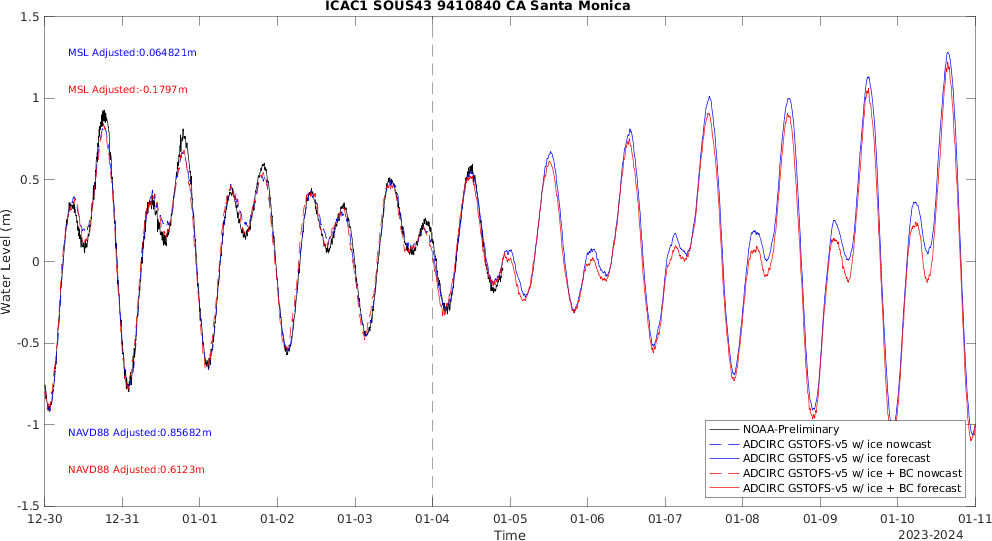 ICAC1 SOUS43 9410840 CA Santa Monica
1.5
1
0.5
0
-0.5
-1
-1.5
Water Level (m)
MSL Adjusted:0.064821m
MSL Adjusted:-0.1797m
NAVD88 Adjusted:0.85682m
NAVD88 Adjusted:0.6123m
NOAA-Preliminary
ADCIRC GSTOFS-v5 w/ ice nowcast
ADCIRC GSTOFS-v5 w/ ice forecast
ADCIRC GSTOFS-v5 w/ ice + BC nowcast
ADCIRC GSTOFS-v5 w/ ice + BC forecast
12-30 12-31 01-01 01-02 01-03 01-04 01-05 01-06 01-07 01-08 01-09 01-10 01-11
Time
2023-2024